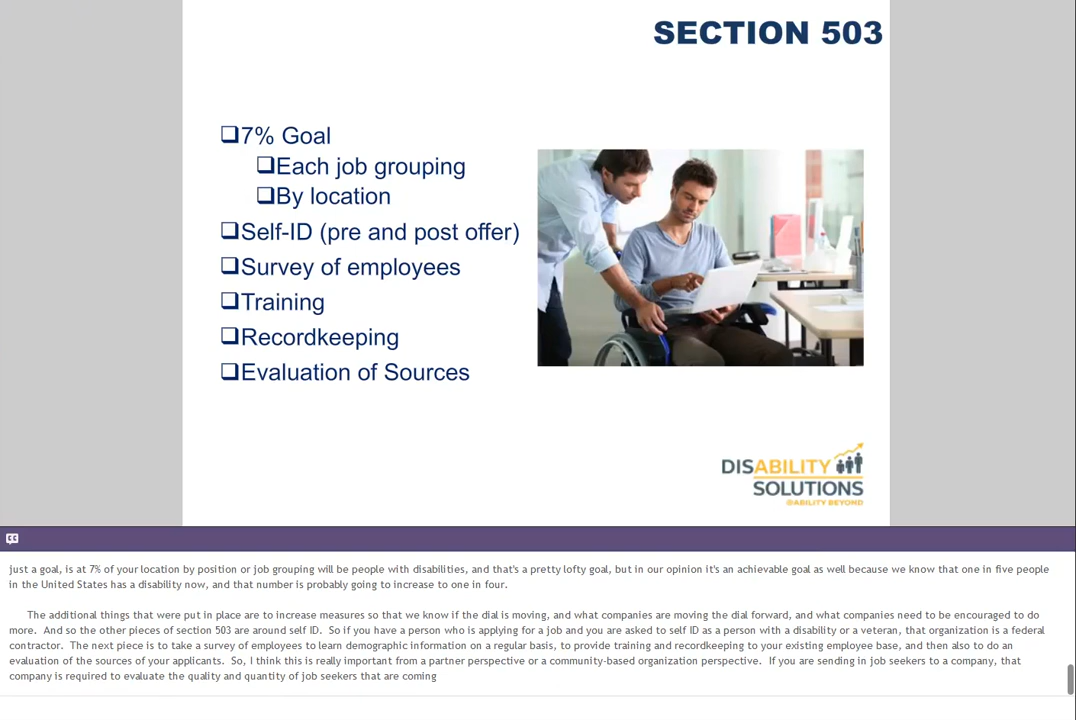 SECTION 503
❑7% Goal
❑Each job grouping
❑By location
❑Self-ID (pre and post offer)
❑Survey of employees
❑Training
❑Recordkeeping
❑Evaluation of Sources
DISABILITY
SOLUTIONS
@ABILITY BEYOND
just a goal, is at 7% of your location by position or job grouping will be people with disabilities, and that's a pretty lofty goal, but in our opinion it's an achievable goal as well because we know that one in five people
in the United States has a disability now, and that number is probably going to increase to one in four.
The additional things that were put in place are to increase measures so that we know if the dial is moving, and what companies are moving the dial forward, and what companies need to be encouraged to do
more.  And so the other pieces of section 503 are around self ID.  So if you have a person who is applying for a job and you are asked to self ID as a person with a disability or a veteran, that organization is a federal
contractor.  The next piece is to take a survey of employees to learn demographic information on a regular basis, to provide training and recordkeeping to your existing employee base, and then also to do an
evaluation of the sources of your applicants.  So, I think this is really important from a partner perspective or a community-based organization perspective.  If you are sending in job seekers to a company, that
company is required to evaluate the quality and quantity of job seekers that are coming